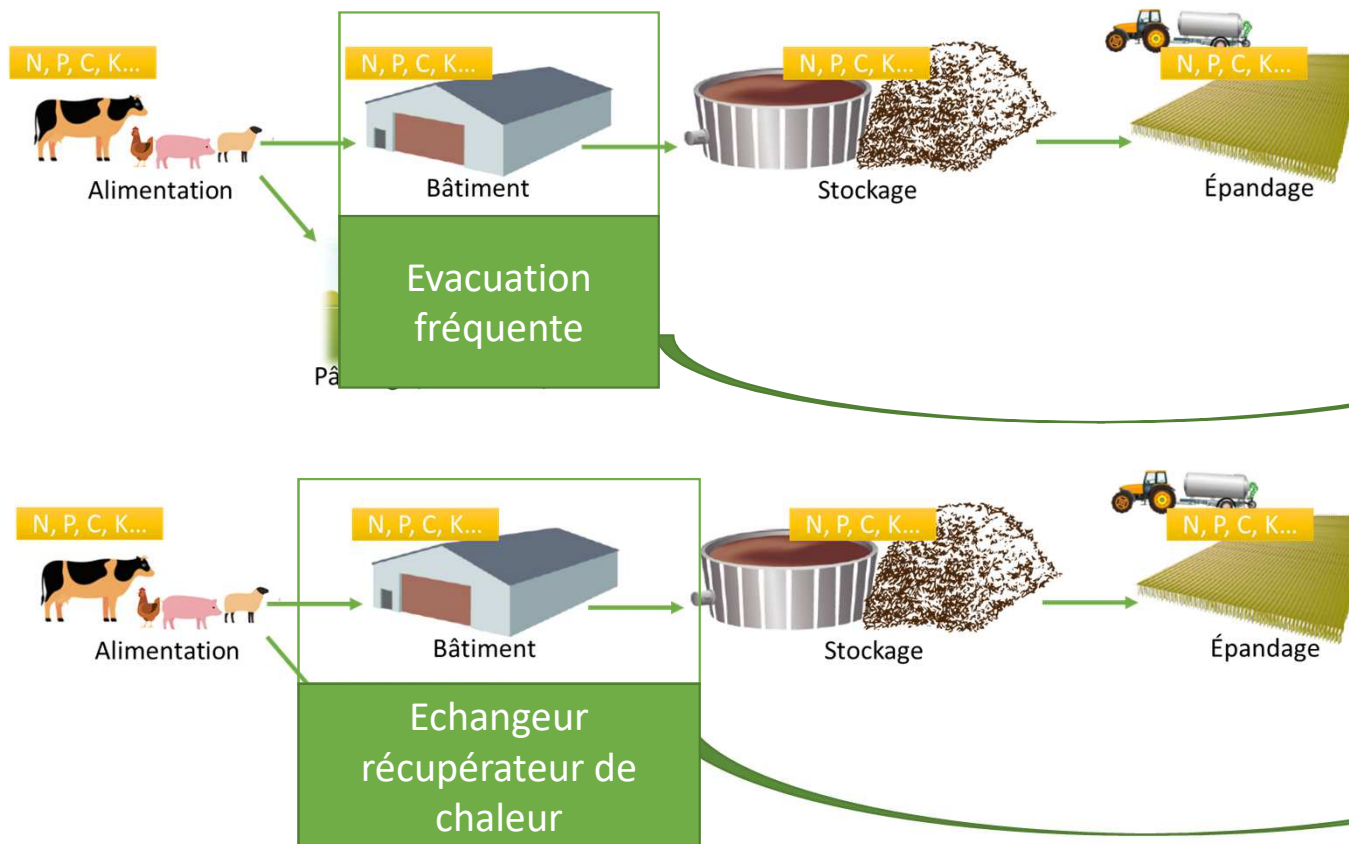 N, P, C, K...
N, P, C, K...
N, P, C, K...
N, P, C, K...
Alimentation
Bâtiment
Stockage
Épandage
Evacuation
fréquente
N, P, C, K...
N, P, C, K...
N, P, C, K...
N, P, C, K...
Alimentation
Bâtiment
Stockage
Épandage
Echangeur
récupérateur de
chaleur